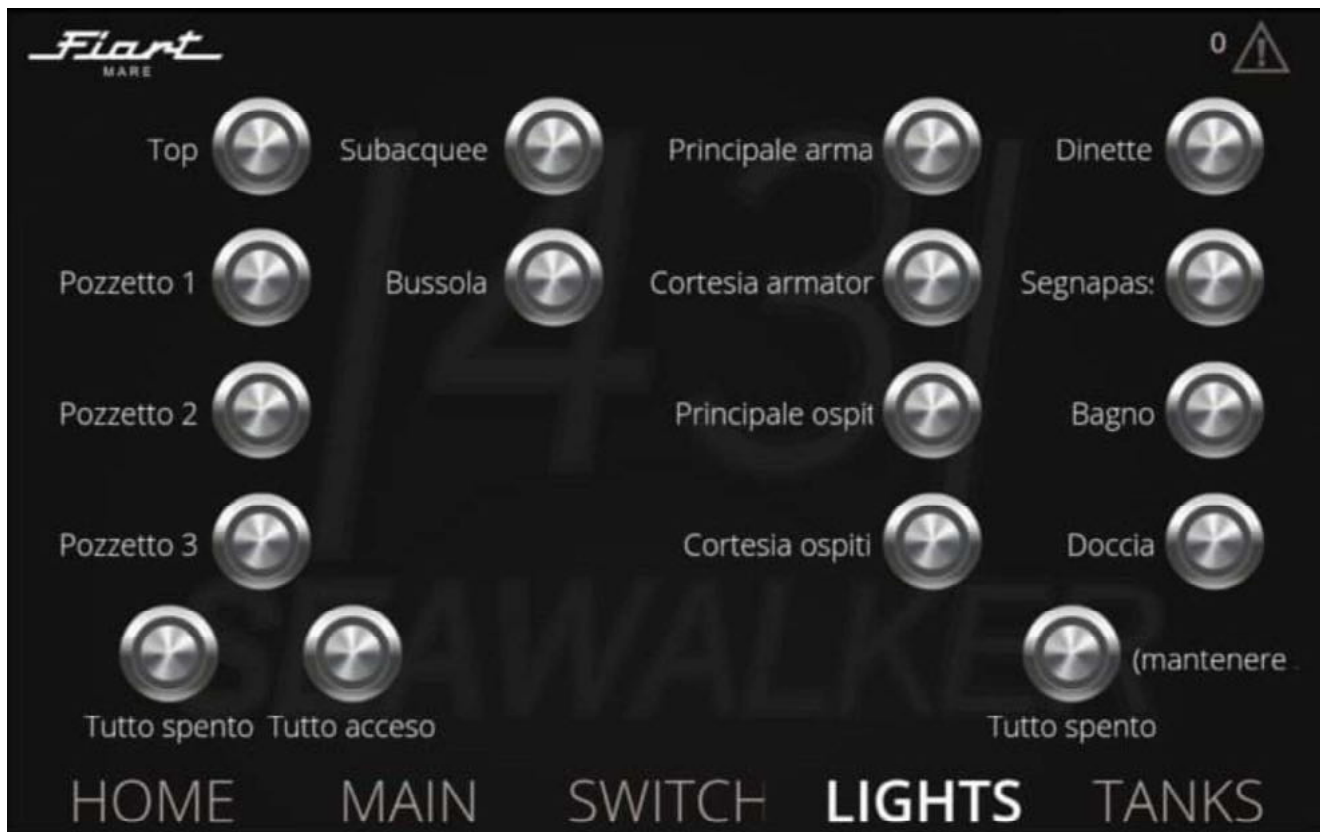 Fiart
MARE
0
Top Subacquee Principale arma Dinette
Pozzetto 1 Bussola Cortesia armator Segnapas
Pozzetto 2 Principale ospit Bagno
Pozzetto 3 Cortesia ospiti Doccia
(mantenere
Tutto spento Tutto acceso Tutto spento
43
SEAWALKER
HOME MAIN SWITCH LIGHTS TANKS